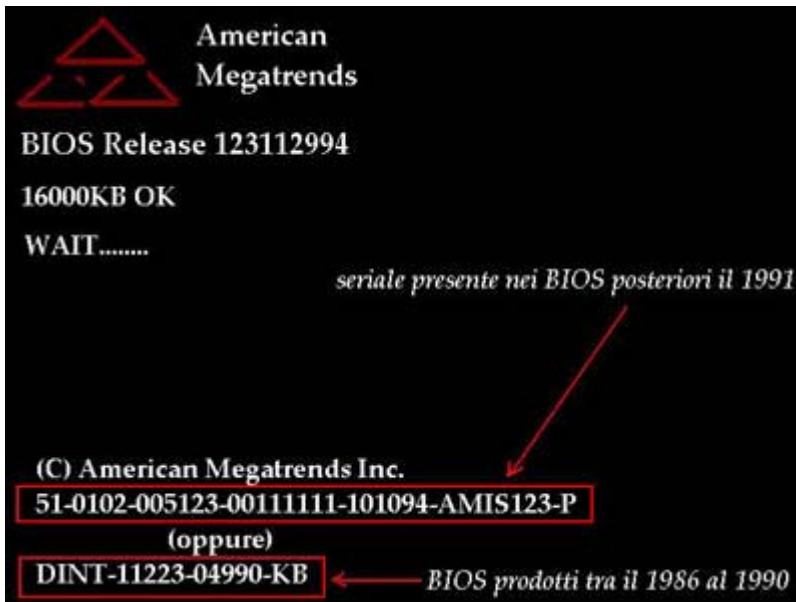 American
Megatrends
BIOS Release 123112994
16000KB OK
WAIT........
seriale presente nei BIOS posteriori il 1991
(C) American Megatrends Inc.
51-0102-005123-00111111-101094-AMIS123-P
(oppure)
DINT-11223-04990-KB
BIOS prodotti tra il 1986 al 1990